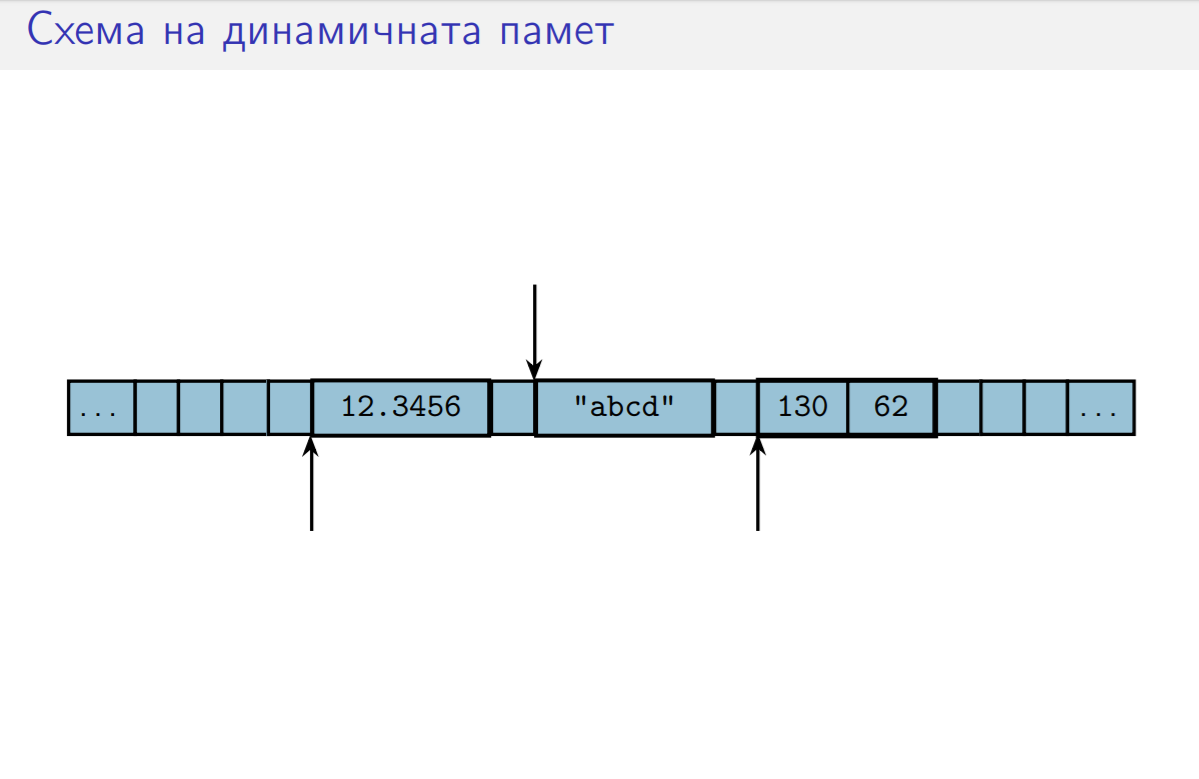 Схема на динамичната памет
... 12.3456 "abcd" 130 62 ...